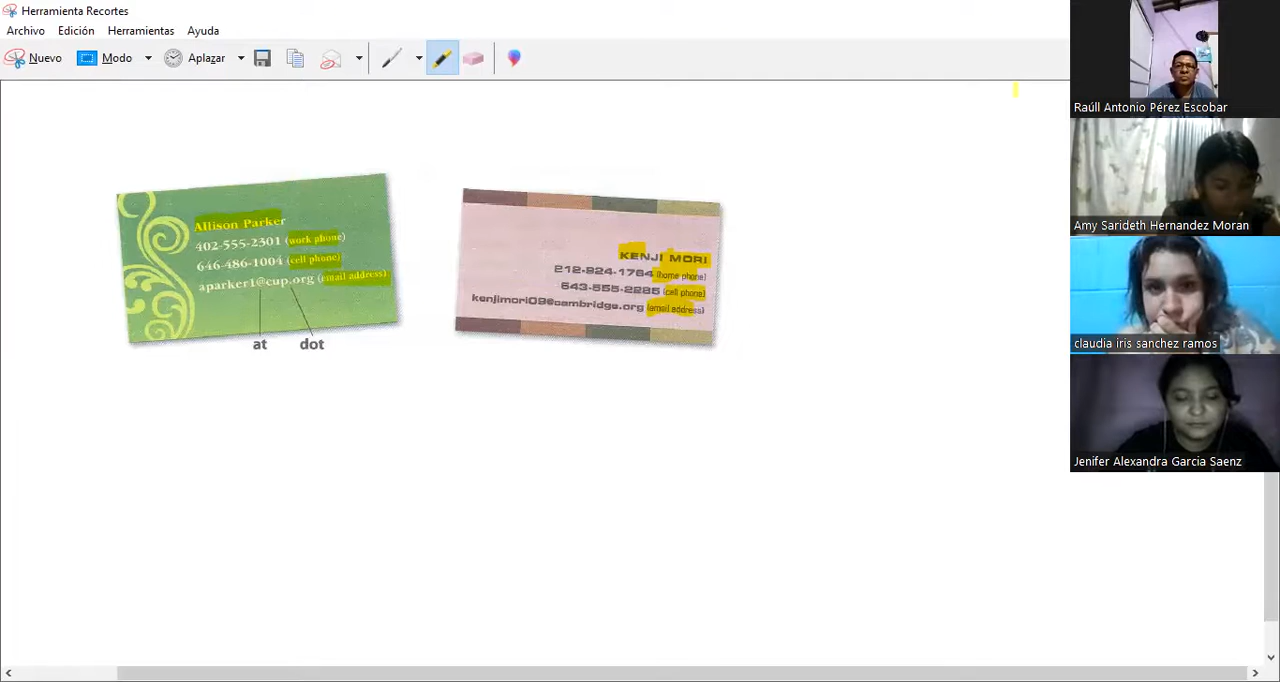 Herramienta Recortes
Archivo Edición Herramientas Ayuda
Nuevo Modo Aplazar
Allison Parker
402-555-2301 (work phone)
646-486-1004 (cell phone)
aparker1@cup.org (email address)
at dot
KENJI MORI
212-924-1764 (home phone)
643-555-2285 (cell phone)
kenjimori09@cambridge.org (email address)
Raúll Antonio Pérez Escobar
Amy Sarideth Hernandez Moran
claudia iris sanchez ramos
Jenifer Alexandra Garcia Saenz